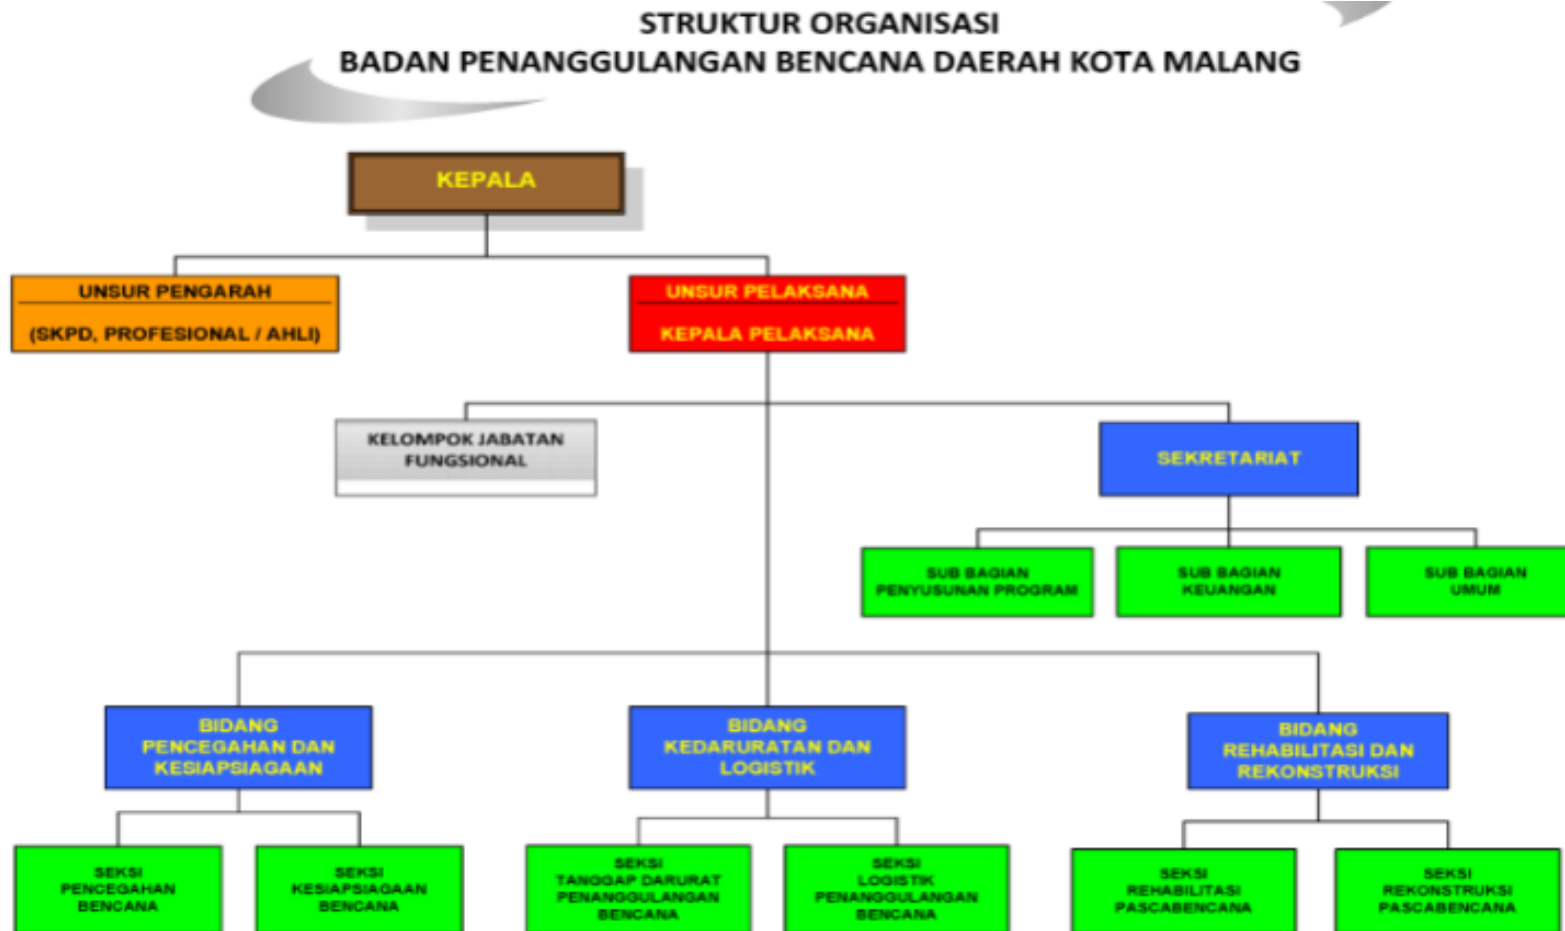 STRUKTUR ORGANISASI
BADAN PENANGGULANGAN BENCANA DAERAH KOTA MALANG
KEPALA
UNSUR PENGARAH
(SKPD, PROFESIONAL / AHLI)
UNSUR PELAKSANA
KEPALA PELAKSANA
KELOMPOK JABATAN
FUNGSIONAL
SEKRETARIAT
SUB BAGIAN
PENYUSUNAN PROGRAM
SUB BAGIAN
KEUANGAN
SUB BAGIAN
UMUM
BIDANG
PENCEGAHAN DAN
KESIAPSIAGAAN
BIDANG
KEDARURATAN DAN
LOGISTIK
BIDANG
REHABILITASI DAN
REKONSTRUKSI
SEKSI
PENCEGAHAN
BENCANA
SEKSI
KESIAPSIAGAAN
BENCANA
SEKSI
TANGGAP DARURAT
PENANGGULANGAN
BENCANA
SEKSI
LOGISTIK
PENANGGULANGAN
BENCANA
SEKSI
REHABILITASI
PASCABENCANA
SEKSI
REKONSTRUKSI
PASCABENCANA